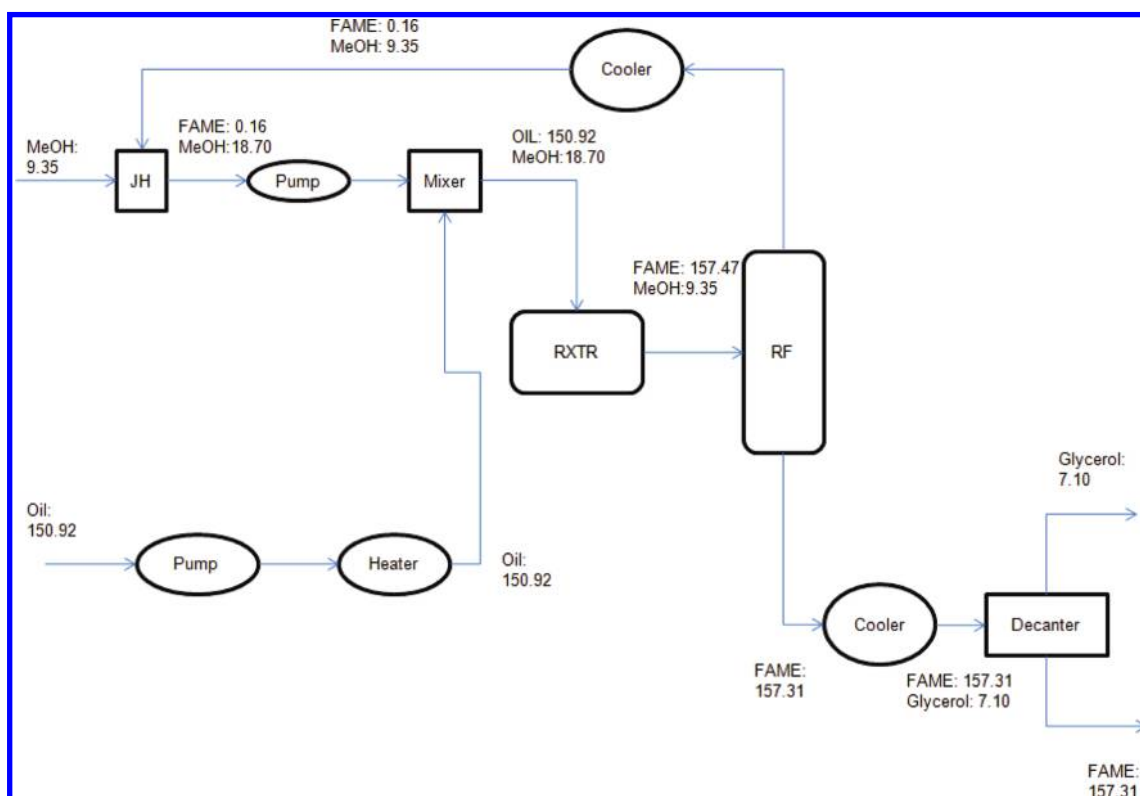 FAME: 0.16
MeOH: 9.35
Cooler
FAME: 0.16
MeOH:18.70
OIL: 150.92
MeOH:18.70
MeOH:
9.35
JH
Pump
Mixer
FAME: 157.47
MeOH:9.35
RXTR
RF
Glycerol:
7.10
Oil:
150.92
Pump
Heater
Oil:
150.92
Cooler
Decanter
FAME:
157.31
FAME: 157.31
Glycerol: 7.10
FAME:
157.31